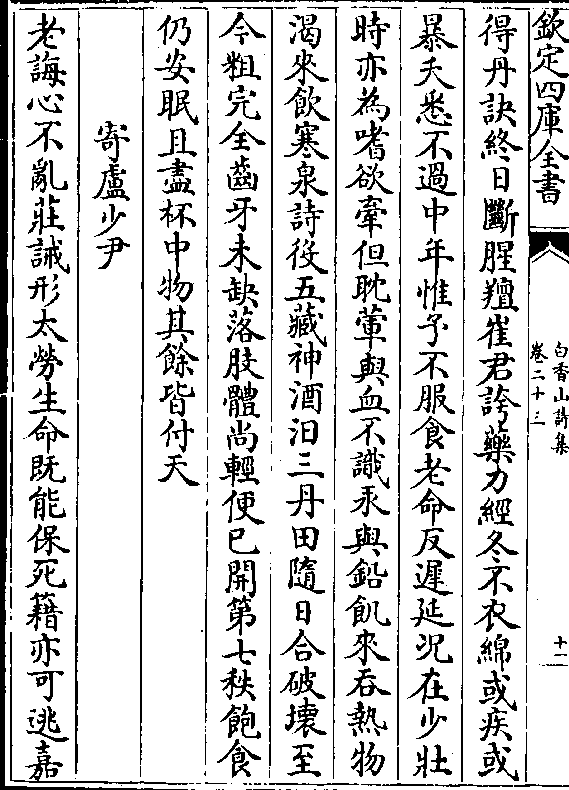 欽定四庫全書
白香山詩集
卷二十三
十一
得丹訣終日斷腥羶崔君誇藥力經冬不衣綿或疾或
暴夭悉不過中年惟予不服食老命反遲延况在少壯
時亦為嗜欲牽但耽葷與血不識汞與鉛飢來吞熱物
渴來飲寒泉詩役五藏神酒汩三丹田隨日合破壞至
今粗完全齒牙未缺落肢體尚輕便已開第七秩飽食
仍安眠且盡杯中物其餘皆付天
寄盧少尹
老誨心不亂莊誡形太勞生命既能保死籍亦可逃嘉